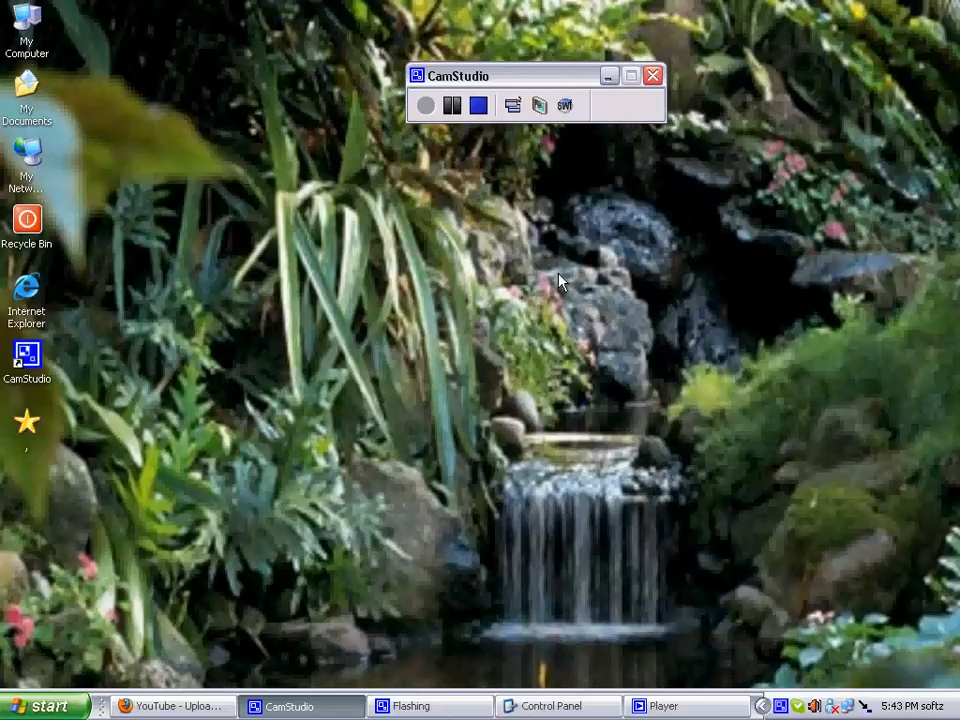 My
Computer
My
Documents
My
Netw...
Recycle Bin
Internet
Explorer
CamStudio
,
CamStudio
SWf
start
YouTube - Uploa...
CamStudio
Flashing
Control Panel
Player
5:43 PM softz